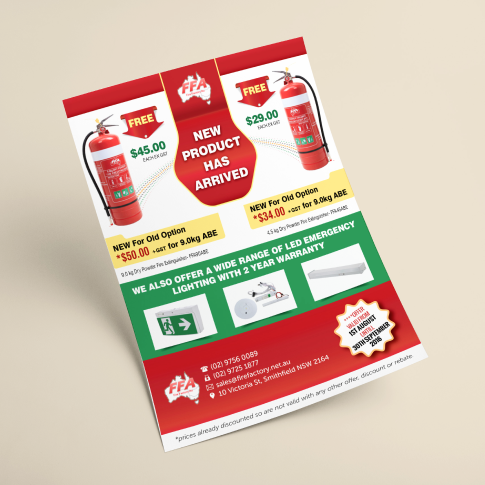 FFA
FREE
$45.00
EACH EX GST
NEW
PRODUCT
HAS
ARRIVED
FREE
$29.00
EACH EX GST
NEW For Old Option
*$50.00 +GST for 9.0kg ABE
9.0 kg Dry Powder Fire Extinguisher- FRA90ABE
NEW For Old Option
*$34.00 +GST for 9.0kg ABE
4.5 kg Dry Powder Fire Extinguisher- FRA45ABE
WE ALSO OFFER A WIDE RANGE OF LED EMERGENCY
LIGHTING WITH 2 YEAR WARRANTY
****OFFER
VALID FROM
1ST AUGUST
UNTILL
30TH SEPTEMBER
2016
FFA
(02) 9756 0089
(02) 9725 1877
sales@firefactory.net.au
10 Victoria St, Smithfield NSW 2164
*prices already discounted so are not valid with any other offer, discount or rebate